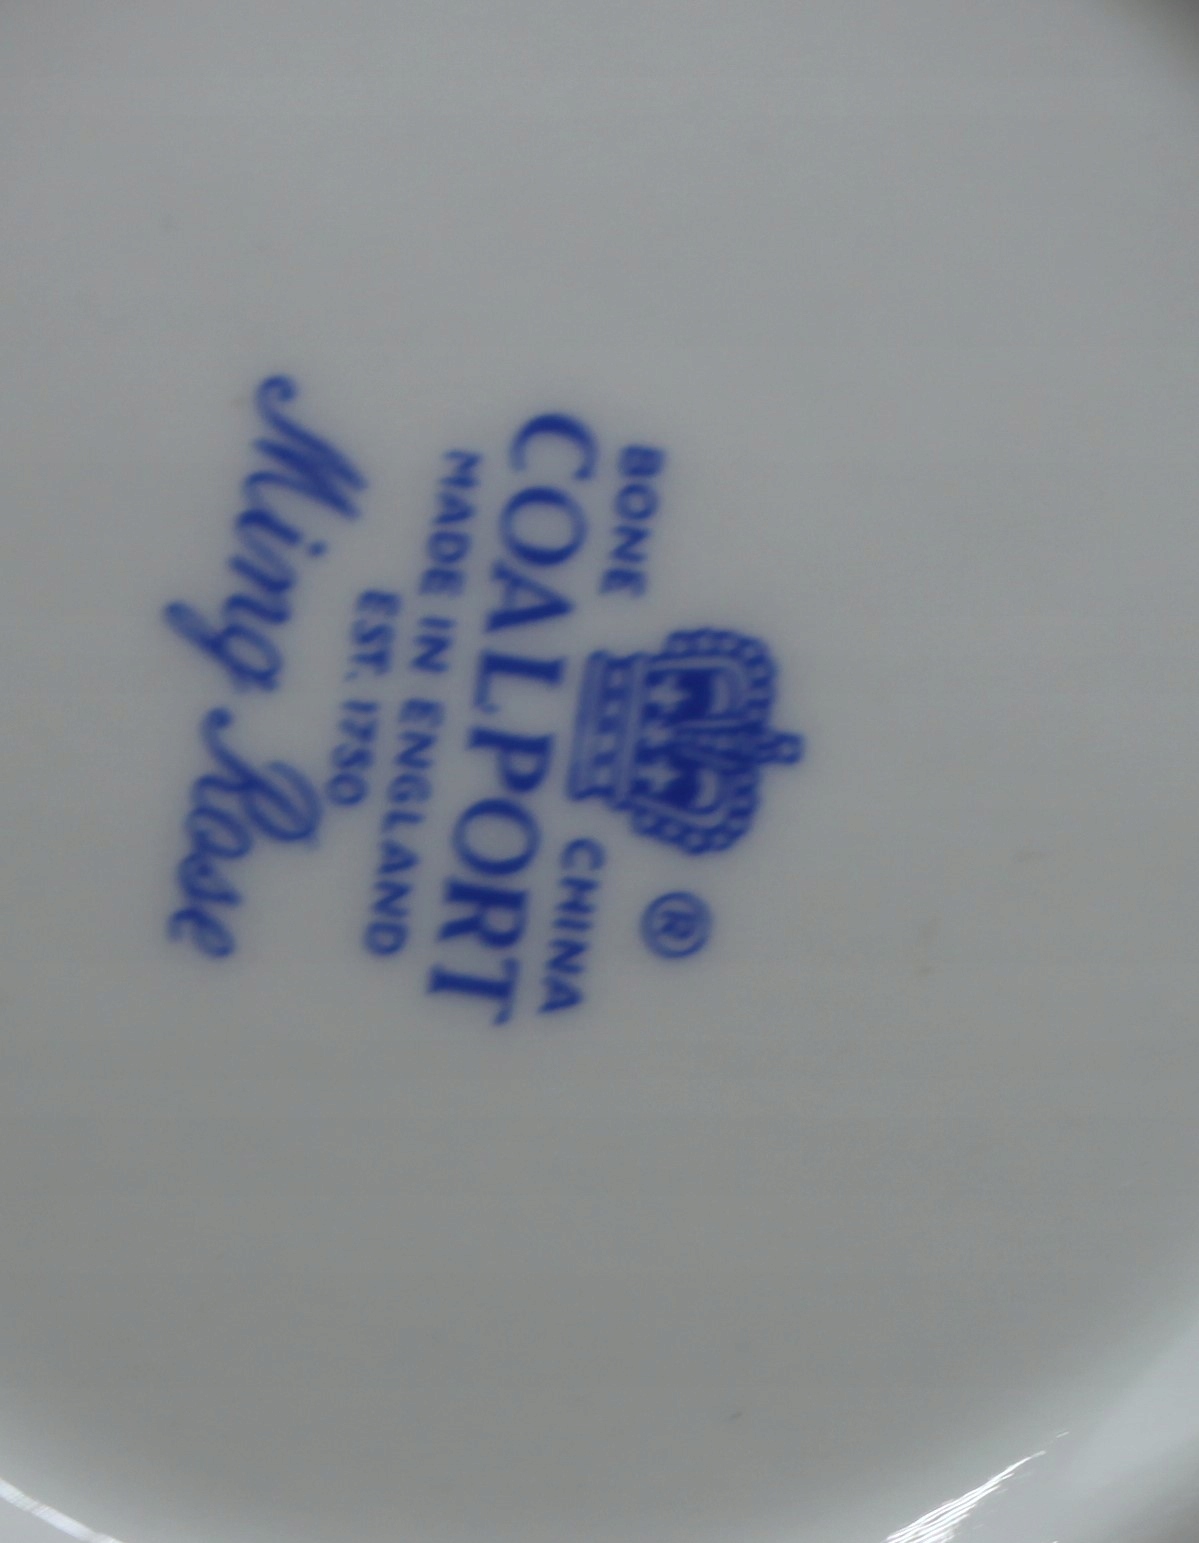 ®
BONE CHINA
COALPORT
MADE IN ENGLAND
EST. 1750
Ming Rose